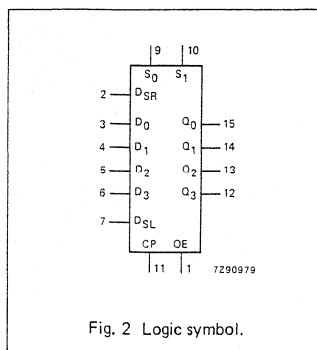 9 10
S0 S1
2 DSR
3 D0 Q0 15
4 D1 Q1 14
5 D2 Q2 13
6 D3 Q3 12
7 DSL
CP OE
11 1 7Z90979
Fig. 2 Logic symbol.